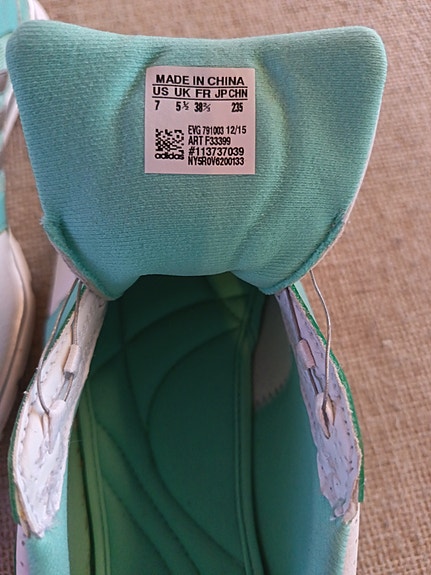 MADE IN CHINA
US UK FR JP CHN
7 5½ 38⅔ 235
EVG 791003 12/15
ART F33399
#113737039
NY5R0V6200133
adidas